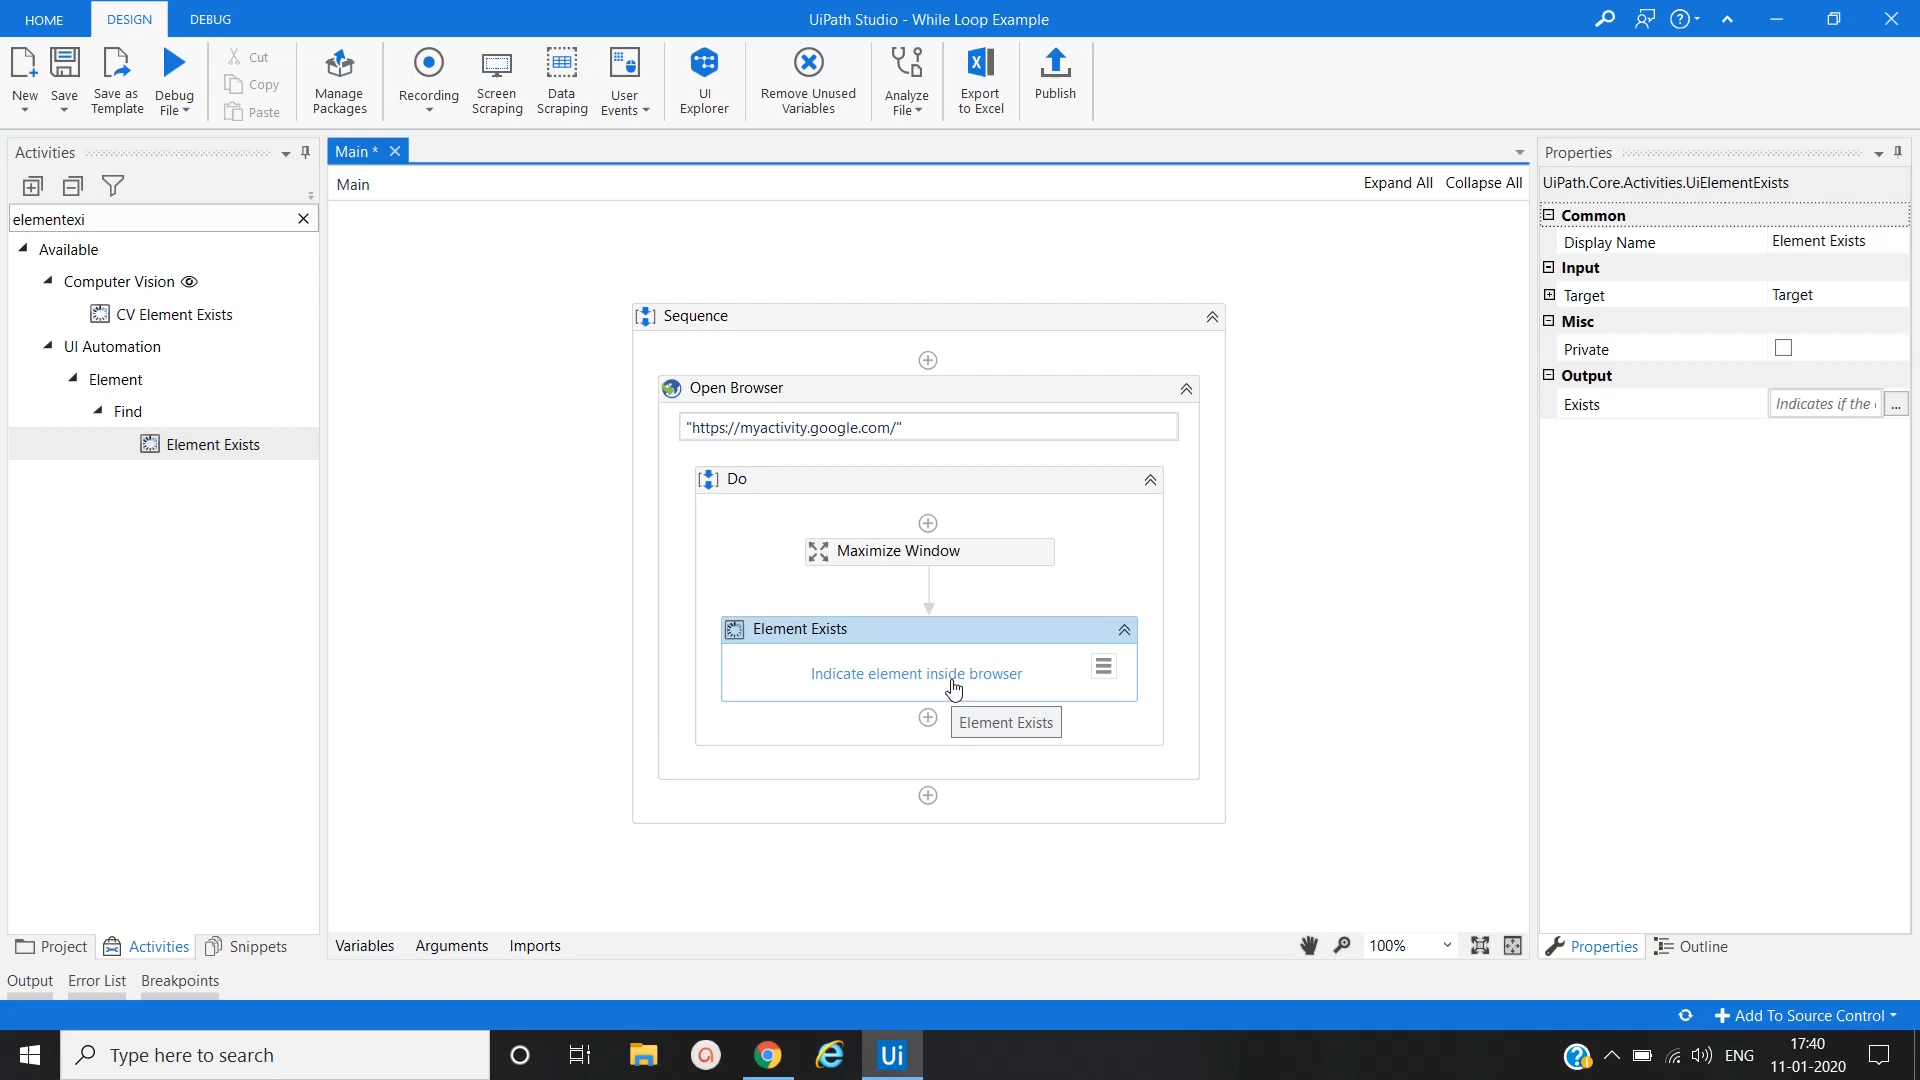 HOME DESIGN DEBUG UiPath Studio - While Loop Example
New Save Save as Template Debug File Cut Copy Paste Manage Packages Recording Screen Scraping Data Scraping User Events UI Explorer Remove Unused Variables Analyze File Export to Excel Publish
Activities
elementexi
Available
Computer Vision
CV Element Exists
UI Automation
Element
Find
Element Exists
Main *
Main Expand All Collapse All
Sequence
Open Browser
"https://myactivity.google.com/"
Do
Maximize Window
Element Exists
Indicate element inside browser
Element Exists
Properties
UiPath.Core.Activities.UiElementExists
Common
Display Name Element Exists
Input
Target Target
Misc
Private
Output
Exists Indicates if the
...
Project Activities Snippets
Variables Arguments Imports 100%
Properties Outline
Output Error List Breakpoints
Add To Source Control
Type here to search
Ui
ENG
17:40
11-01-2020